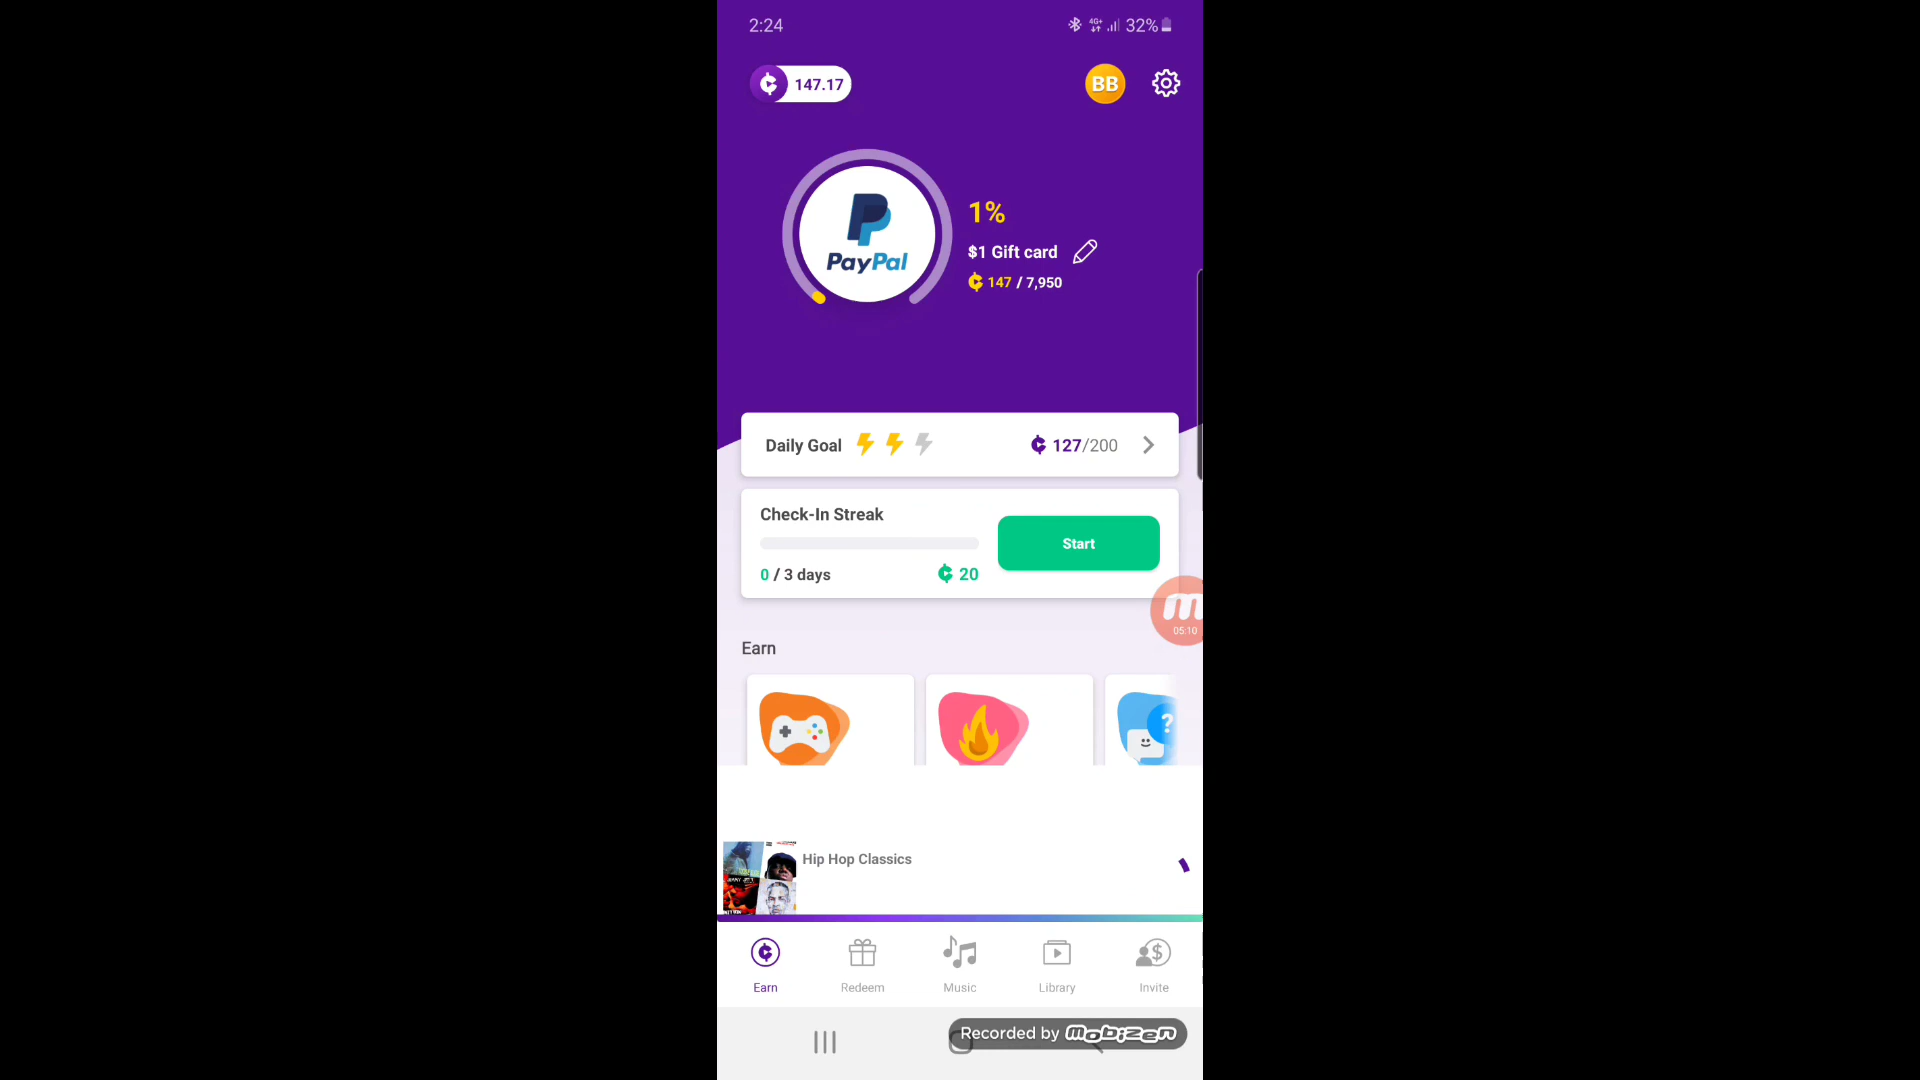 2:24
4G+ 32%
147.17
BB
PayPal
1%
$1 Gift card
147 / 7,950
Daily Goal
127/200
Check-In Streak
Start
0 / 3 days
20
05:10
Earn
?
Hip Hop Classics
Earn
Redeem
Music
Library
Invite
Recorded by mobizen